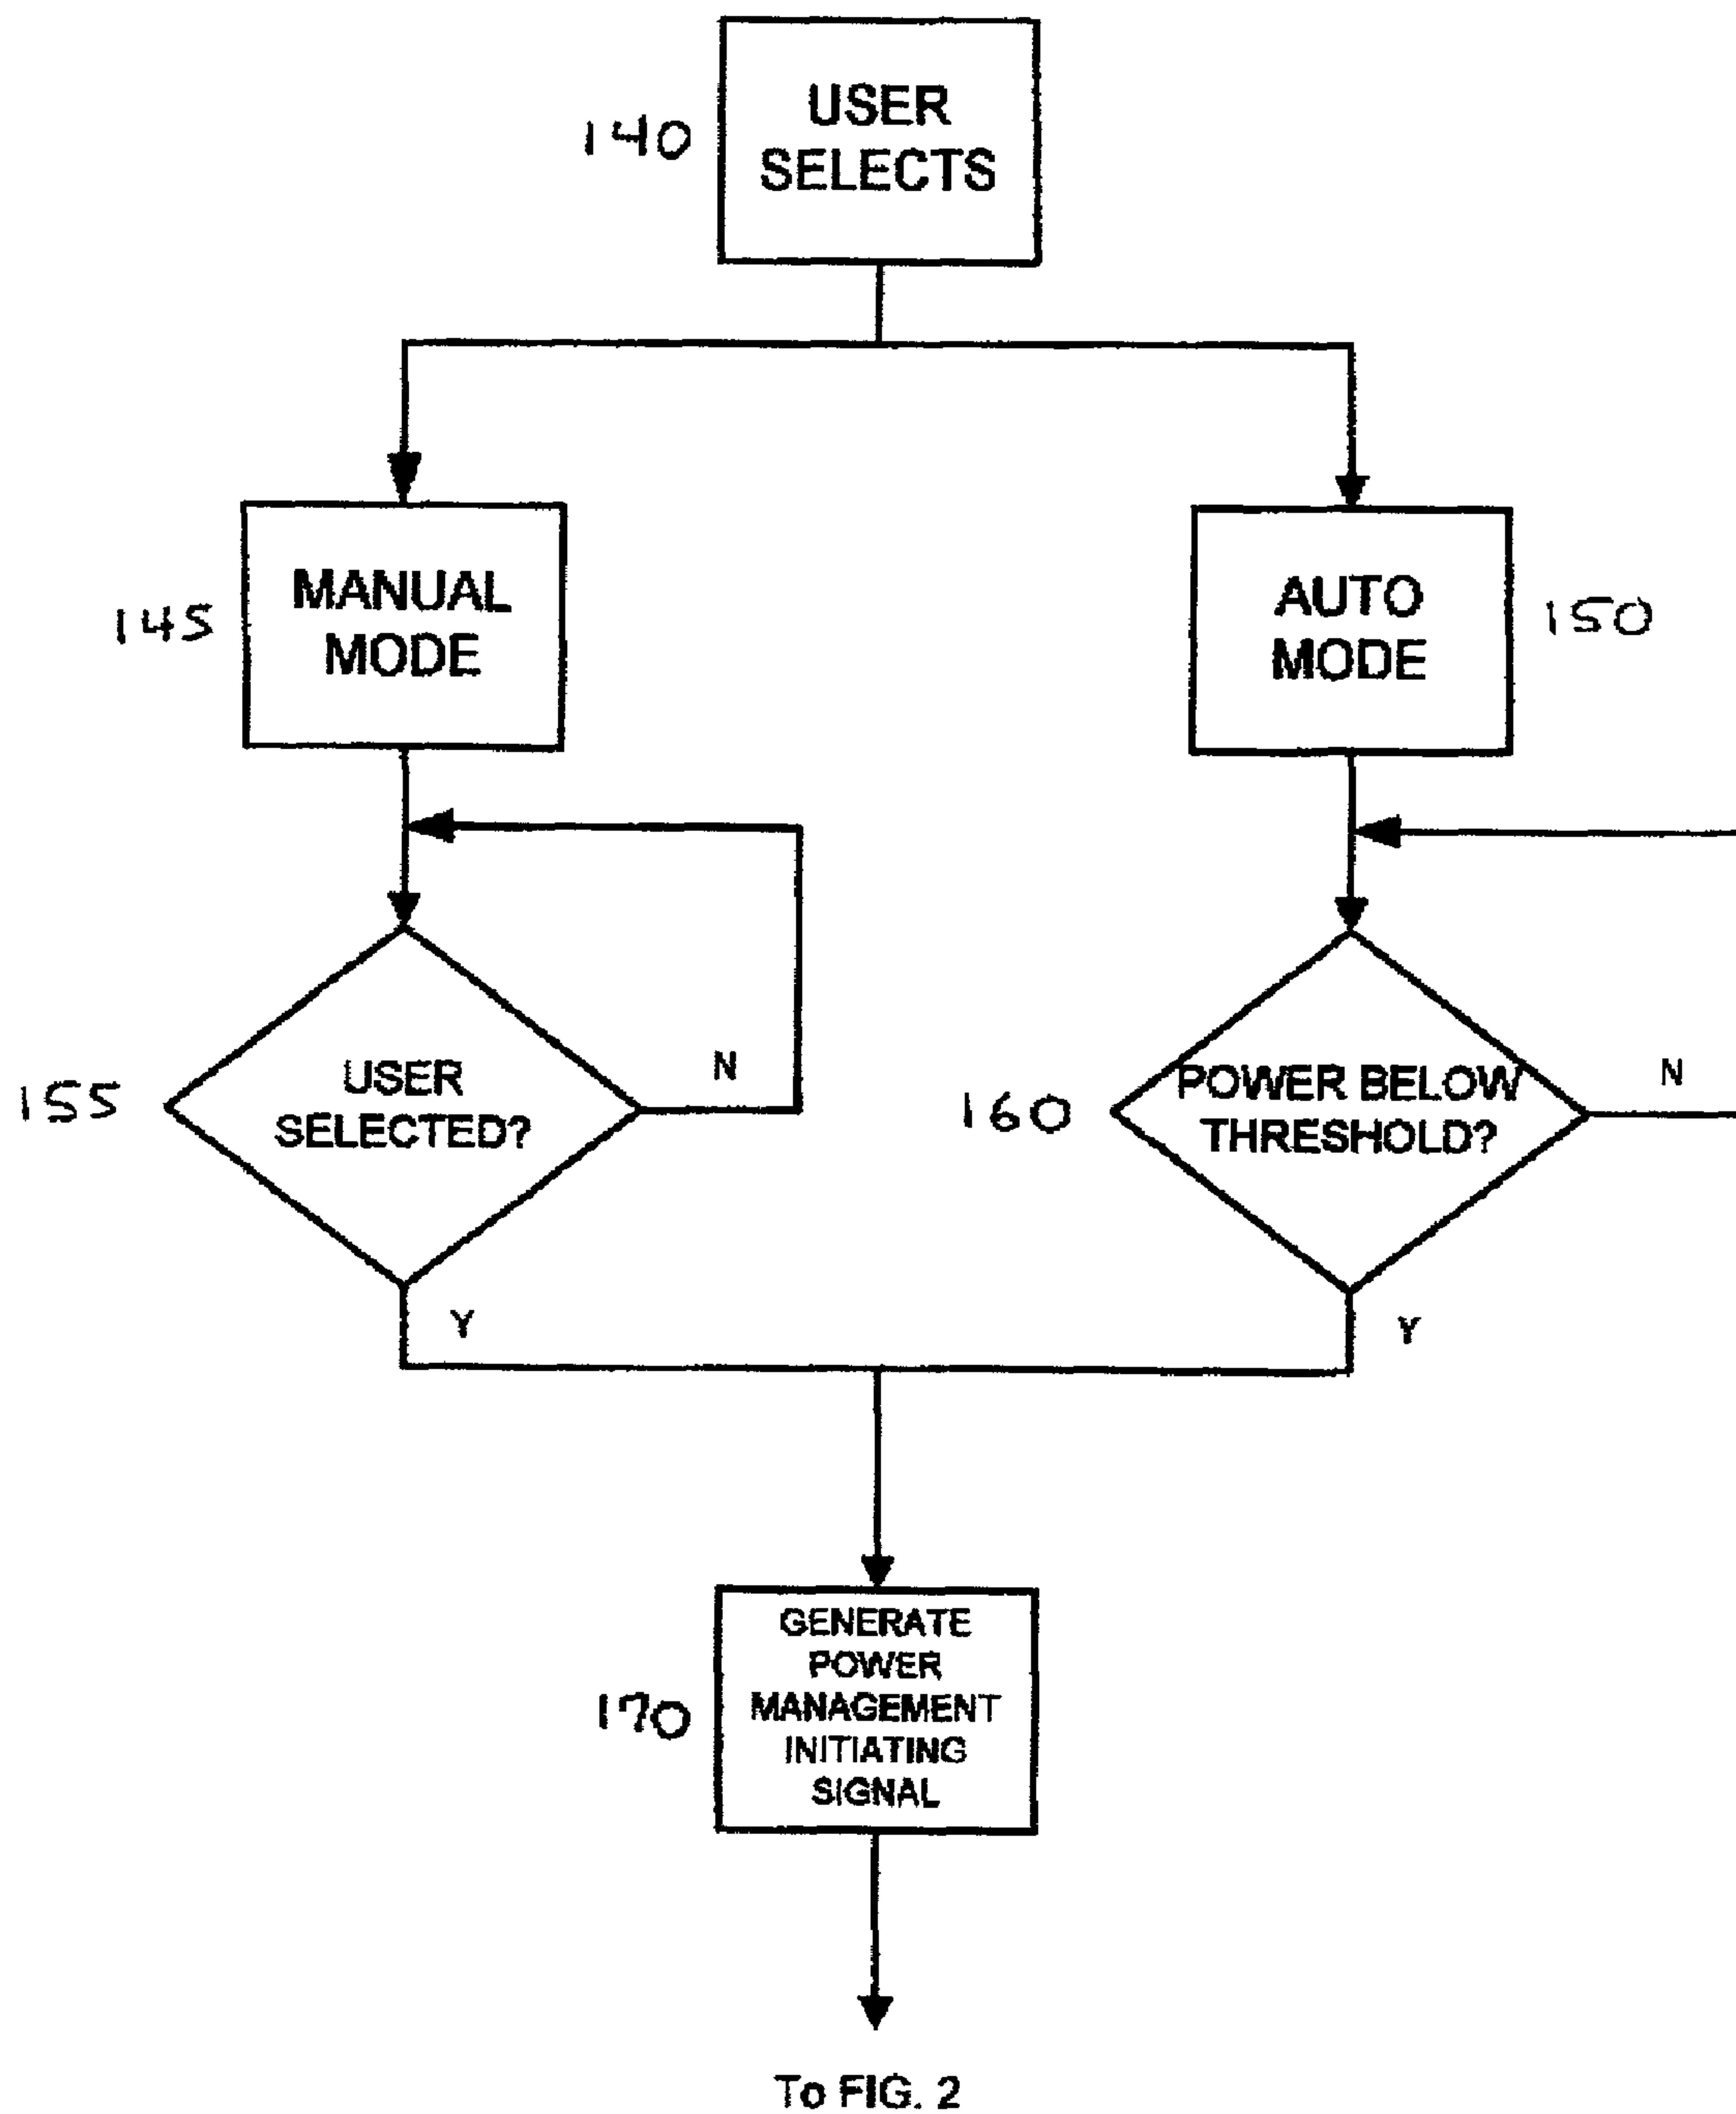 USER
SELECTS
140
MANUAL
MODE
145
AUTO
MODE
150
USER
SELECTED?
155
N
Y
POWER BELOW
THRESHOLD?
160
N
Y
GENERATE
POWER
MANAGEMENT
INITIATING
SIGNAL
170
To FIG. 2